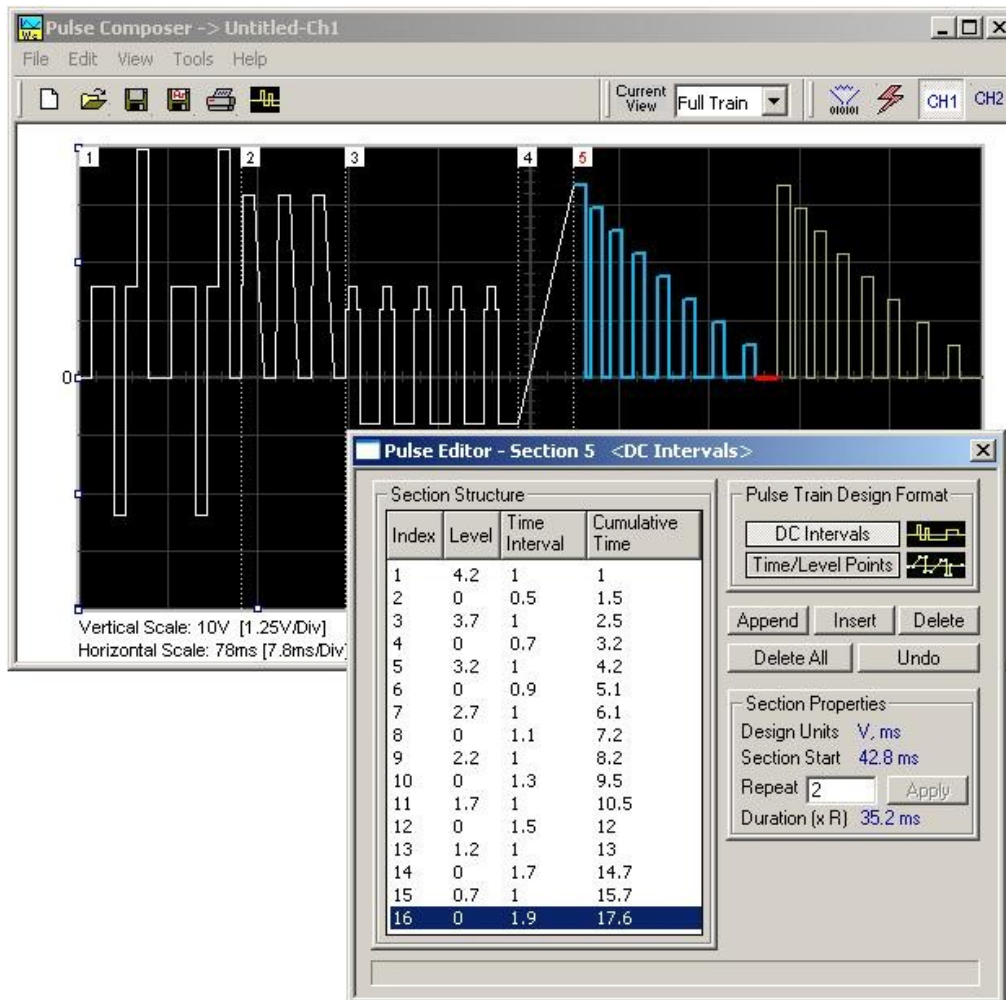 Pulse Composer -> Untitled-Ch1
File Edit View Tools Help
Current View Full Train 010101 CH1 CH2
1 2 3 4 5
0
Vertical Scale: 10V [1.25V/Div]
Horizontal Scale: 78ms [7.8ms/Div]
Pulse Editor - Section 5 <DC Intervals>
Section Structure
Index Level Time Interval Cumulative Time
1 4.2 1 1
2 0 0.5 1.5
3 3.7 1 2.5
4 0 0.7 3.2
5 3.2 1 4.2
6 0 0.9 5.1
7 2.7 1 6.1
8 0 1.1 7.2
9 2.2 1 8.2
10 0 1.3 9.5
11 1.7 1 10.5
12 0 1.5 12
13 1.2 1 13
14 0 1.7 14.7
15 0.7 1 15.7
16 0 1.9 17.6
Pulse Train Design Format
DC Intervals
Time/Level Points
Append Insert Delete
Delete All Undo
Section Properties
Design Units V, ms
Section Start 42.8 ms
Repeat 2 Apply
Duration (x R) 35.2 ms